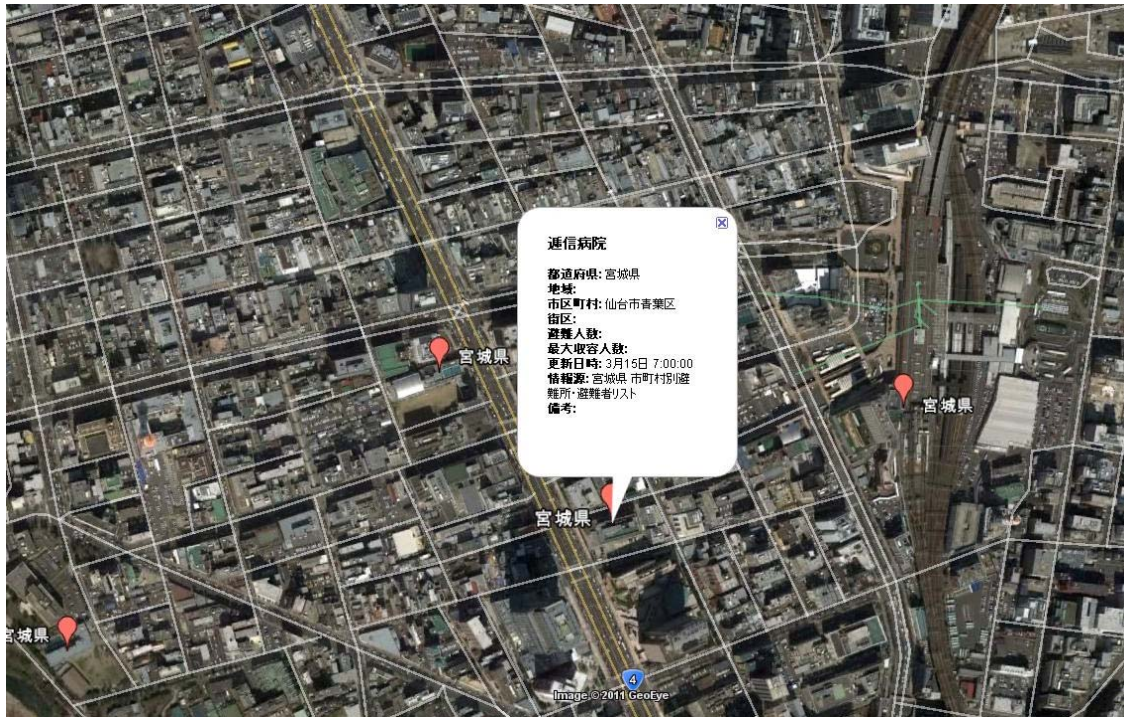 逓信病院
都道府県: 宮城県
地域:
市区町村: 仙台市青葉区
街区:
避難人数:
最大収容人数:
更新日時: 3月15日 7:00:00
情報源: 宮城県 市町村別避
難所・避難者リスト
備考:
宮城県
宮城県
宮城県
宮城県
4
Image © 2011 GeoEye